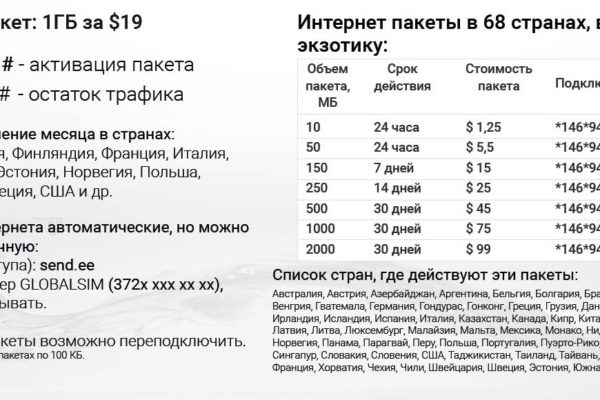 кет: 1ГБ за $19
# - активация пакета
# - остаток трафика
ение месяца в странах:
я, Финляндия, Франция, Италия,
Эстония, Норвегия, Польша,
еция, США и др.
ернета автоматические, но можно
чную:
тупа): send.ee
ер GLOBALSIM (372x xxx xx xx),
ывать.
кеты возможно переподключить.
пакетах по 100 КБ.
Интернет пакеты в 68 странах, в
экзотику:
Объем пакета, МБ Срок действия Стоимость пакета Подклю
10 24 часа $ 1,25 *146*94
50 24 часа $ 5,5 *146*94
150 7 дней $ 15 *146*94
250 14 дней $ 25 *146*94
500 30 дней $ 45 *146*94
1000 30 дней $ 75 *146*94
2000 30 дней $ 99 *146*94
Список стран, где действуют эти пакеты:
Австралия, Австрия, Азербайджан, Аргентина, Бельгия, Болгария, Бра
Венгрия, Гватемала, Германия, Гондурас, Гонконг, Греция, Грузия, Дан
Ирландия, Исландия, Испания, Италия, Казахстан, Канада, Кипр, Кита
Латвия, Литва, Люксембург, Малайзия, Мальта, Мексика, Монако, Ни
Норвегия, Панама, Парагвай, Перу, Польша, Португалия, Пуэрто-Рико,
Сингапур, Словакия, Словения, США, Таджикистан, Таиланд, Тайвань,
Франция, Хорватия, Чехия, Чили, Швейцария, Швеция, Эстония, Южна